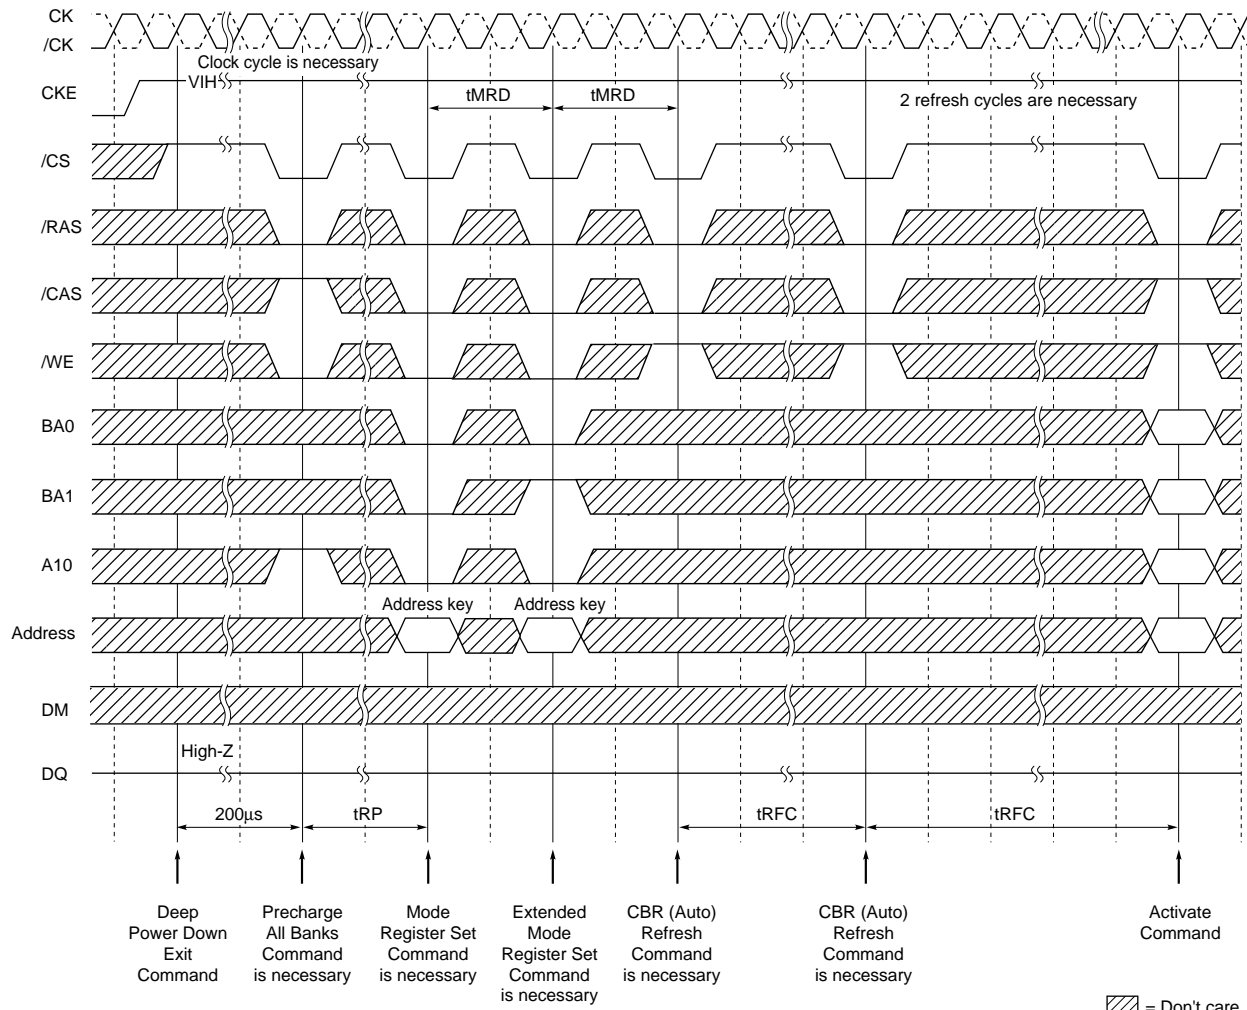 CK
/CK
Clock cycle is necessary
CKE
VIH
tMRD
tMRD
2 refresh cycles are necessary
/CS
/RAS
/CAS
/WE
BA0
BA1
A10
Address key
Address key
Address
DM
High-Z
DQ
200µs
tRP
tRFC
tRFC
Deep
Power Down
Exit
Command
Precharge
All Banks
Command
is necessary
Mode
Register Set
Command
is necessary
Extended
Mode
Register Set
Command
is necessary
CBR (Auto)
Refresh
Command
is necessary
CBR (Auto)
Refresh
Command
is necessary
Activate
Command
= Don't care